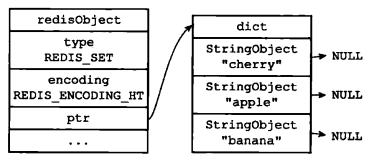 redisObject
type
REDIS_SET
encoding
REDIS_ENCODING_HT
ptr
...
dict
StringObject
"cherry"
NULL
StringObject
"apple"
NULL
StringObject
"banana"
NULL